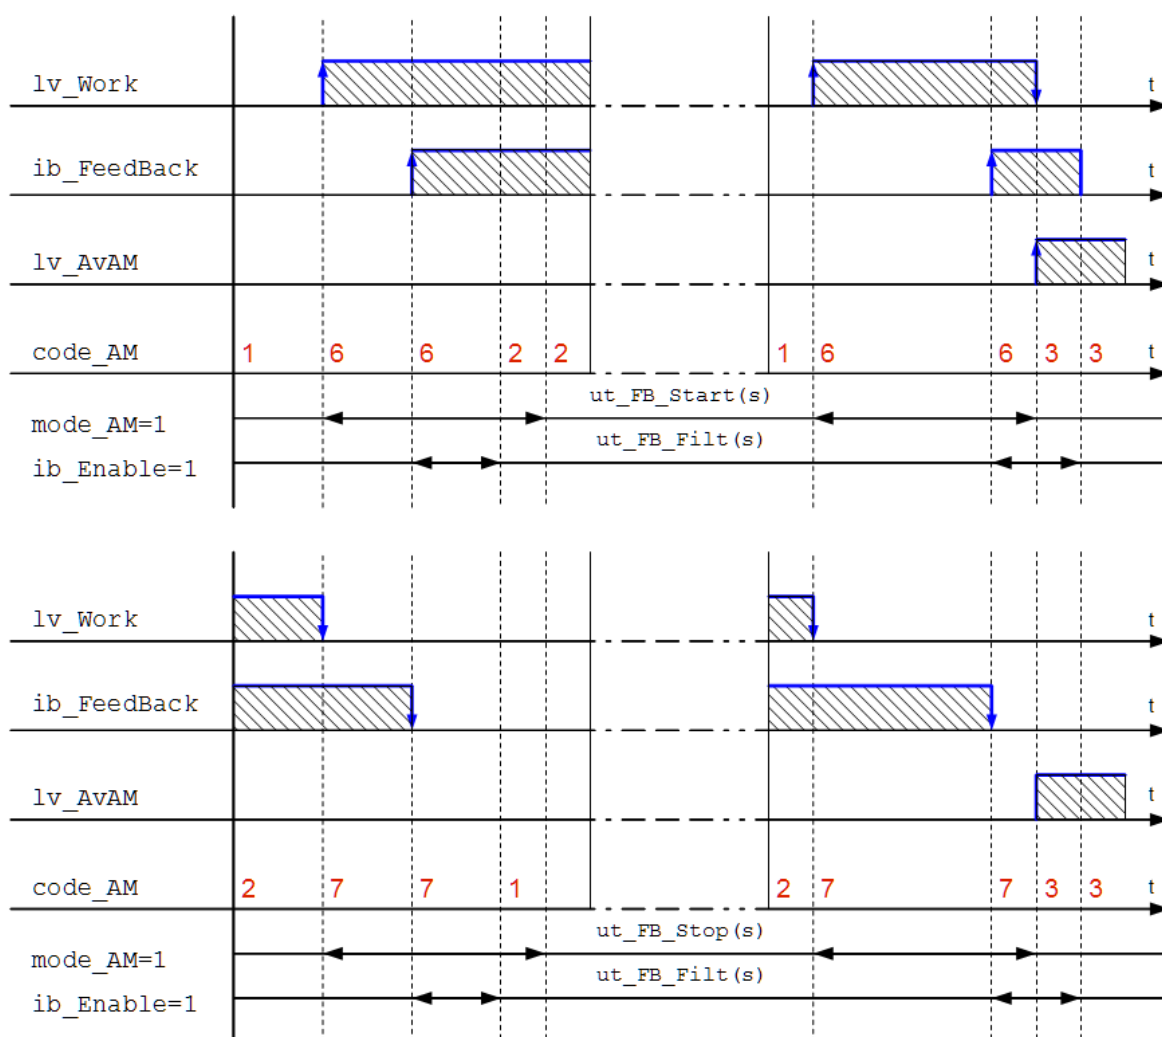 lv_Work t
ib_FeedBack t
lv_AvAM t
code_AM 1 6 6 2 2 1 6 6 3 3 t
ut_FB_Start(s)
mode_AM=1
ut_FB_Filt(s)
ib_Enable=1
lv_Work t
ib_FeedBack t
lv_AvAM t
code_AM 2 7 7 1 2 7 7 3 3 t
ut_FB_Stop(s)
mode_AM=1
ut_FB_Filt(s)
ib_Enable=1